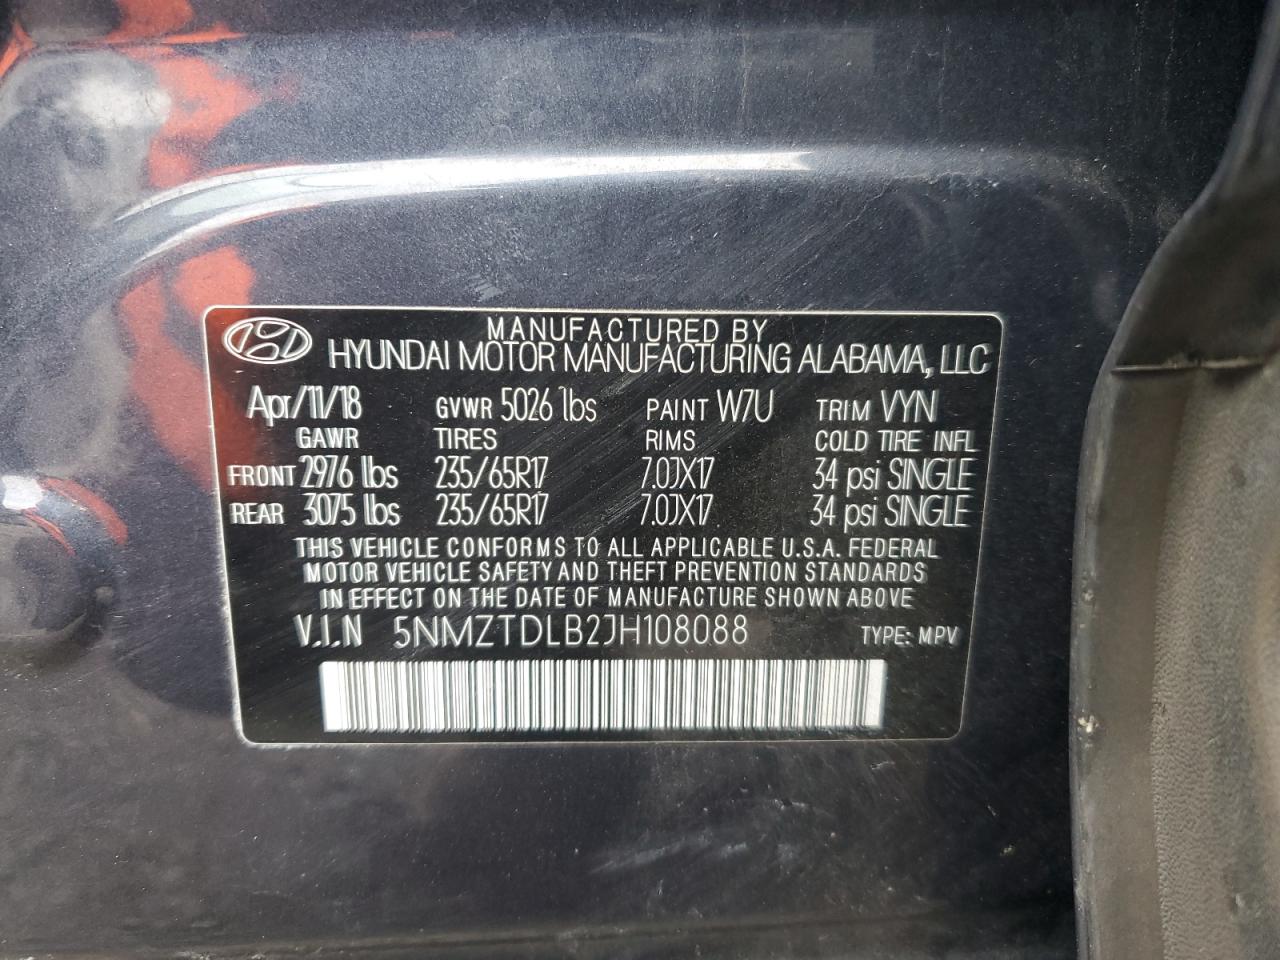 MANUFACTURED BY
HYUNDAI MOTOR MANUFACTURING ALABAMA, LLC
Apr/11/18 GVWR 5026 lbs PAINT W7U TRIM VYN
GAWR TIRES RIMS COLD TIRE INFL
FRONT 2976 lbs 235/65R17 7.0JX17 34 psi SINGLE
REAR 3075 lbs 235/65R17 7.0JX17 34 psi SINGLE
THIS VEHICLE CONFORMS TO ALL APPLICABLE U.S.A. FEDERAL
MOTOR VEHICLE SAFETY AND THEFT PREVENTION STANDARDS
IN EFFECT ON THE DATE OF MANUFACTURE SHOWN ABOVE
V.I.N 5NMZTDLB2JH108088 TYPE: MPV